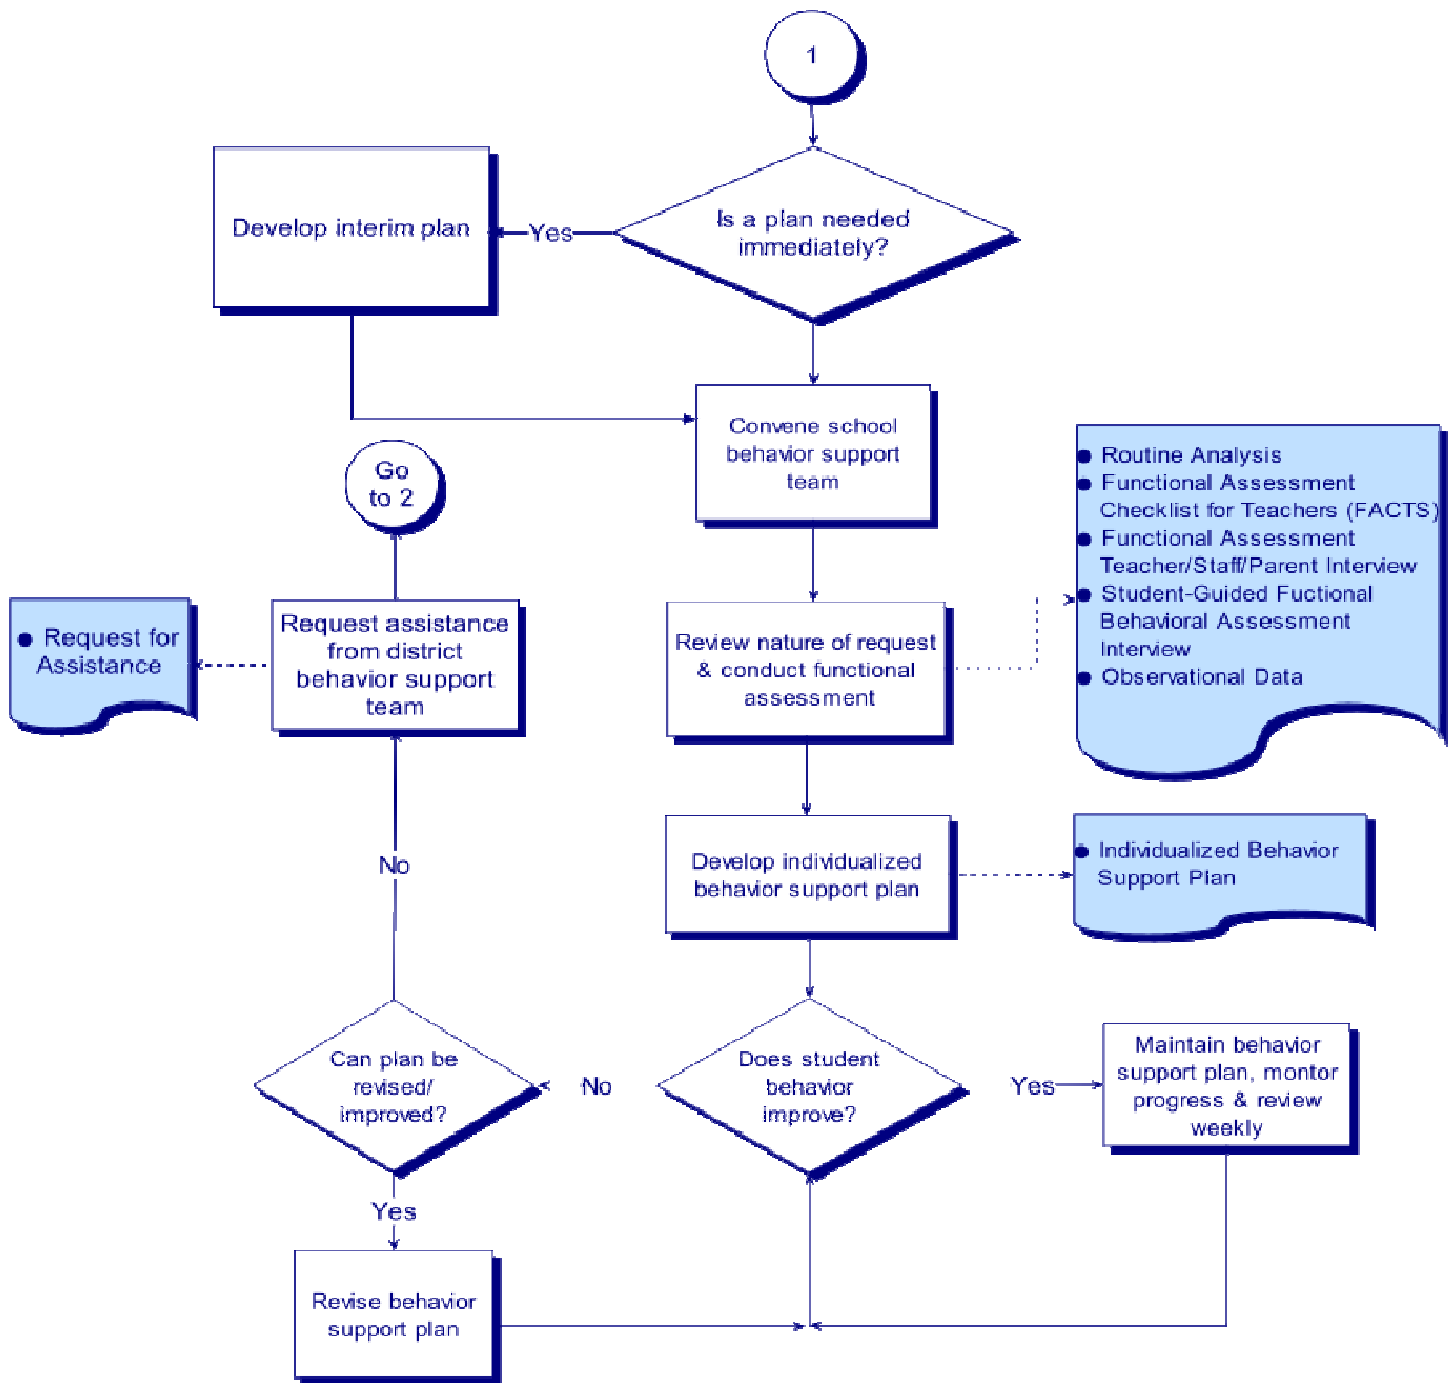 1
Is a plan needed
immediately?
Yes
Develop interim plan
Convene school
behavior support
team
Go
to 2
● Routine Analysis
● Functional Assessment
Checklist for Teachers (FACTS)
● Functional Assessment
Teacher/Staff/Parent Interview
● Student-Guided Fuctional
Behavioral Assessment
Interview
● Observational Data
● Request for
Assistance
Request assistance
from district
behavior support
team
Review nature of request
& conduct functional
assessment
No
Develop individualized
behavior support plan
● Individualized Behavior
Support Plan
Can plan be
revised/
improved?
No
Does student
behavior
improve?
Yes
Maintain behavior
support plan, montor
progress & review
weekly
Yes
Revise behavior
support plan